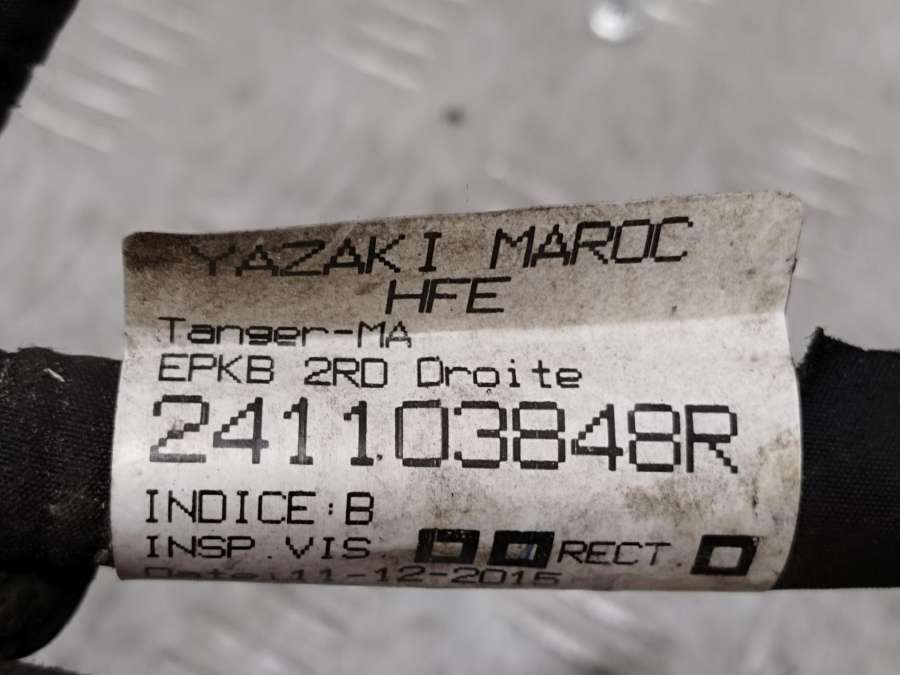 YAZAKI MAROC
HFE
Tanger-MA
EPKB 2RD Droite
241103848R
INDICE:B
INSP.VIS. RECT.
Date:11-12-2015